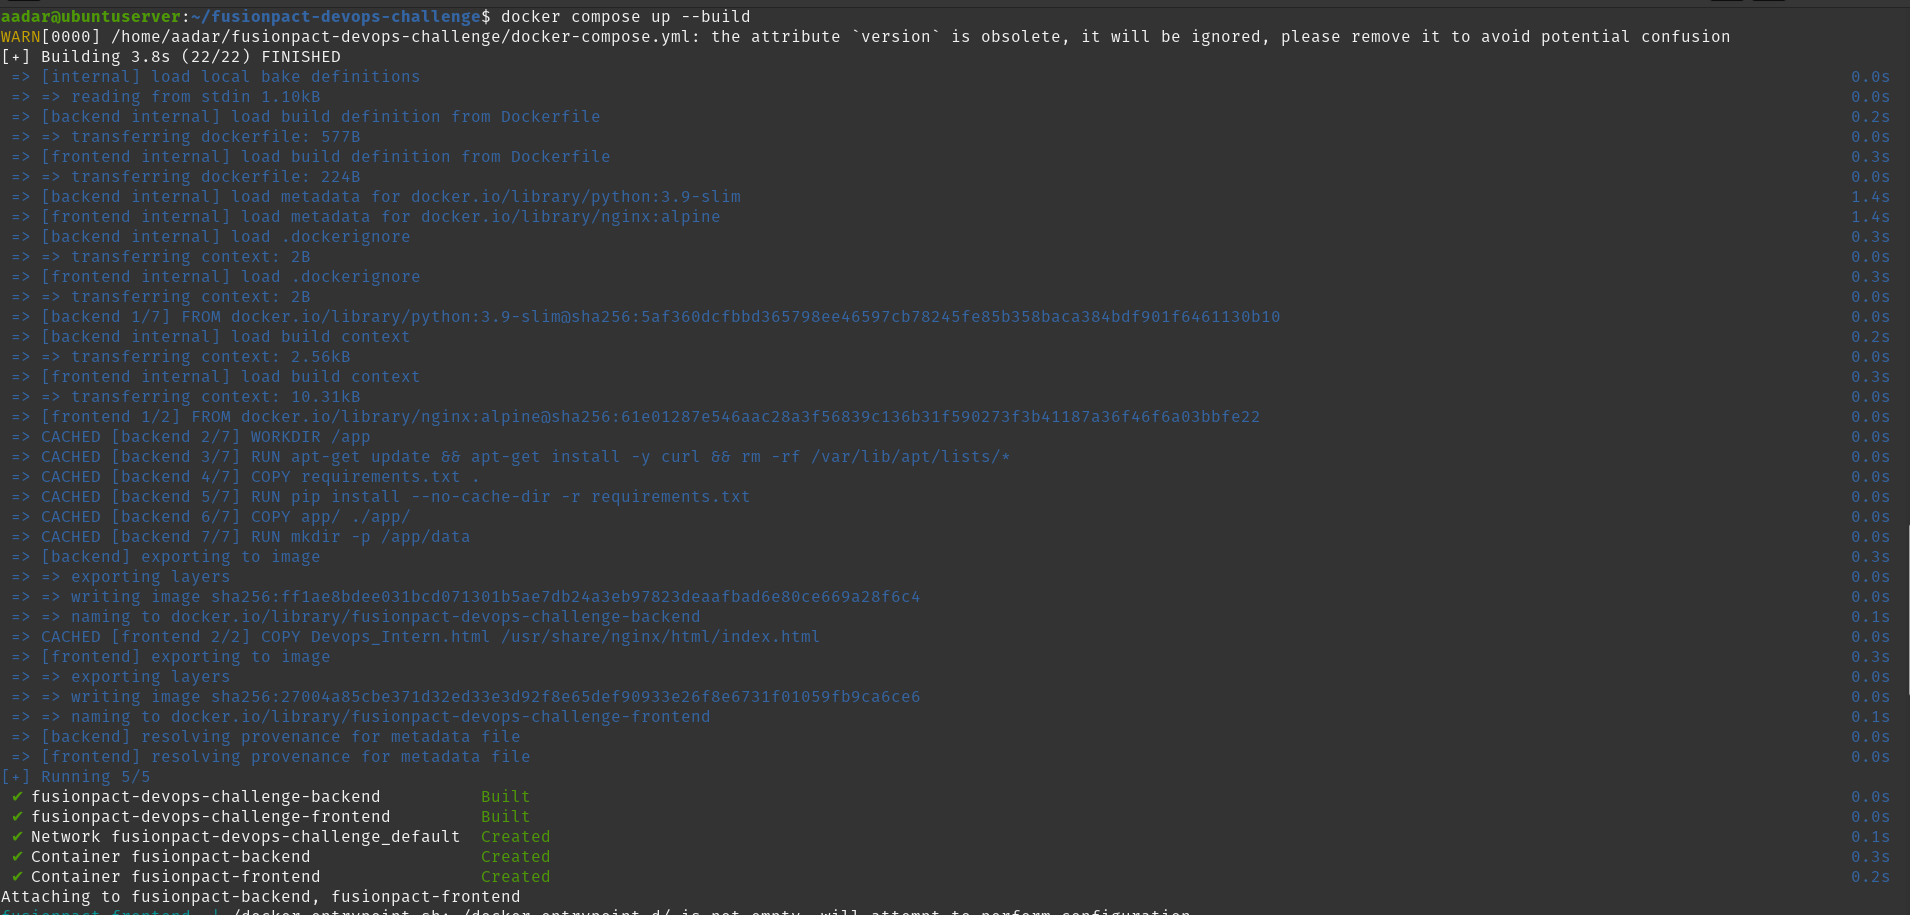 aadar@ubuntuserver:~/fusionpact-devops-challenge$ docker compose up --build
WARN[0000] /home/aadar/fusionpact-devops-challenge/docker-compose.yml: the attribute `version` is obsolete, it will be ignored, please remove it to avoid potential confusion
[+] Building 3.8s (22/22) FINISHED
=> [internal] load local bake definitions 0.0s
=> => reading from stdin 1.10kB 0.0s
=> [backend internal] load build definition from Dockerfile 0.2s
=> => transferring dockerfile: 577B 0.0s
=> [frontend internal] load build definition from Dockerfile 0.3s
=> => transferring dockerfile: 224B 0.0s
=> [backend internal] load metadata for docker.io/library/python:3.9-slim 1.4s
=> [frontend internal] load metadata for docker.io/library/nginx:alpine 1.4s
=> [backend internal] load .dockerignore 0.3s
=> => transferring context: 2B 0.0s
=> [frontend internal] load .dockerignore 0.3s
=> => transferring context: 2B 0.0s
=> [backend 1/7] FROM docker.io/library/python:3.9-slim@sha256:5af360dcfbbd365798ee46597cb78245fe85b358baca384bdf901f6461130b10 0.0s
=> [backend internal] load build context 0.2s
=> => transferring context: 2.56kB 0.0s
=> [frontend internal] load build context 0.3s
=> => transferring context: 10.31kB 0.0s
=> [frontend 1/2] FROM docker.io/library/nginx:alpine@sha256:61e01287e546aac28a3f56839c136b31f590273f3b41187a36f46f6a03bbfe22 0.0s
=> CACHED [backend 2/7] WORKDIR /app 0.0s
=> CACHED [backend 3/7] RUN apt-get update && apt-get install -y curl && rm -rf /var/lib/apt/lists/* 0.0s
=> CACHED [backend 4/7] COPY requirements.txt . 0.0s
=> CACHED [backend 5/7] RUN pip install --no-cache-dir -r requirements.txt 0.0s
=> CACHED [backend 6/7] COPY app/ ./app/ 0.0s
=> CACHED [backend 7/7] RUN mkdir -p /app/data 0.0s
=> [backend] exporting to image 0.3s
=> => exporting layers 0.0s
=> => writing image sha256:ff1ae8bdee031bcd071301b5ae7db24a3eb97823deaafbad6e80ce669a28f6c4 0.0s
=> => naming to docker.io/library/fusionpact-devops-challenge-backend 0.1s
=> CACHED [frontend 2/2] COPY Devops_Intern.html /usr/share/nginx/html/index.html 0.0s
=> [frontend] exporting to image 0.3s
=> => exporting layers 0.0s
=> => writing image sha256:27004a85cbe371d32ed33e3d92f8e65def90933e26f8e6731f01059fb9ca6ce6 0.0s
=> => naming to docker.io/library/fusionpact-devops-challenge-frontend 0.1s
=> [backend] resolving provenance for metadata file 0.0s
=> [frontend] resolving provenance for metadata file 0.0s
[+] Running 5/5
✔ fusionpact-devops-challenge-backend Built 0.0s
✔ fusionpact-devops-challenge-frontend Built 0.0s
✔ Network fusionpact-devops-challenge_default Created 0.1s
✔ Container fusionpact-backend Created 0.3s
✔ Container fusionpact-frontend Created 0.2s
Attaching to fusionpact-backend, fusionpact-frontend
fusionpact-frontend | /docker-entrypoint.sh: /docker-entrypoint.d/ is not empty, will attempt to perform configuration